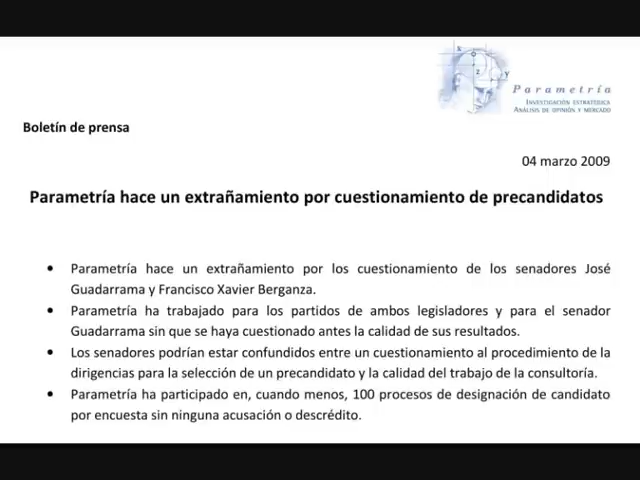 x
z
y
Parametría
Investigación estratégica
Análisis de opinión y mercado
Boletín de prensa
04 marzo 2009
Parametría hace un extrañamiento por cuestionamiento de precandidatos
• Parametría hace un extrañamiento por los cuestionamiento de los senadores José
Guadarrama y Francisco Xavier Berganza.
• Parametría ha trabajado para los partidos de ambos legisladores y para el senador
Guadarrama sin que se haya cuestionado antes la calidad de sus resultados.
• Los senadores podrían estar confundidos entre un cuestionamiento al procedimiento de la
dirigencias para la selección de un precandidato y la calidad del trabajo de la consultoría.
• Parametría ha participado en, cuando menos, 100 procesos de designación de candidato
por encuesta sin ninguna acusación o descrédito.